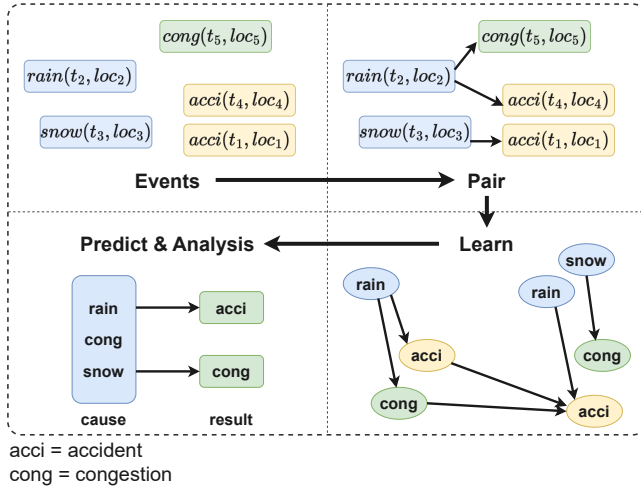 cong(t₅, loc₅)
rain(t₂, loc₂)
acci(t₄, loc₄)
snow(t₃, loc₃)
acci(t₁, loc₁)
Events
cong(t₅, loc₅)
rain(t₂, loc₂)
acci(t₄, loc₄)
snow(t₃, loc₃)
acci(t₁, loc₁)
Pair
Predict & Analysis
rain
acci
cong
snow
cong
cause
result
Learn
snow
rain
rain
acci
cong
cong
acci
acci = accident
cong = congestion